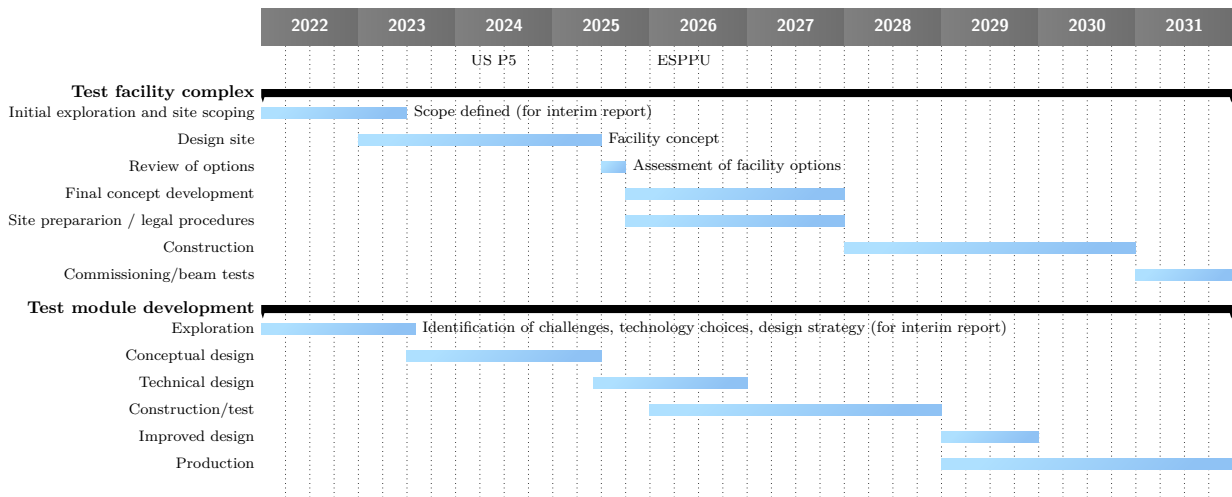 2022 2023 2024 2025 2026 2027 2028 2029 2030 2031
US P5 ESPPU
Test facility complex
Initial exploration and site scoping Scope defined (for interim report)
Design site Facility concept
Review of options Assessment of facility options
Final concept development
Site prepararion / legal procedures
Construction
Commissioning/beam tests
Test module development
Exploration Identification of challenges, technology choices, design strategy (for interim report)
Conceptual design
Technical design
Construction/test
Improved design
Production